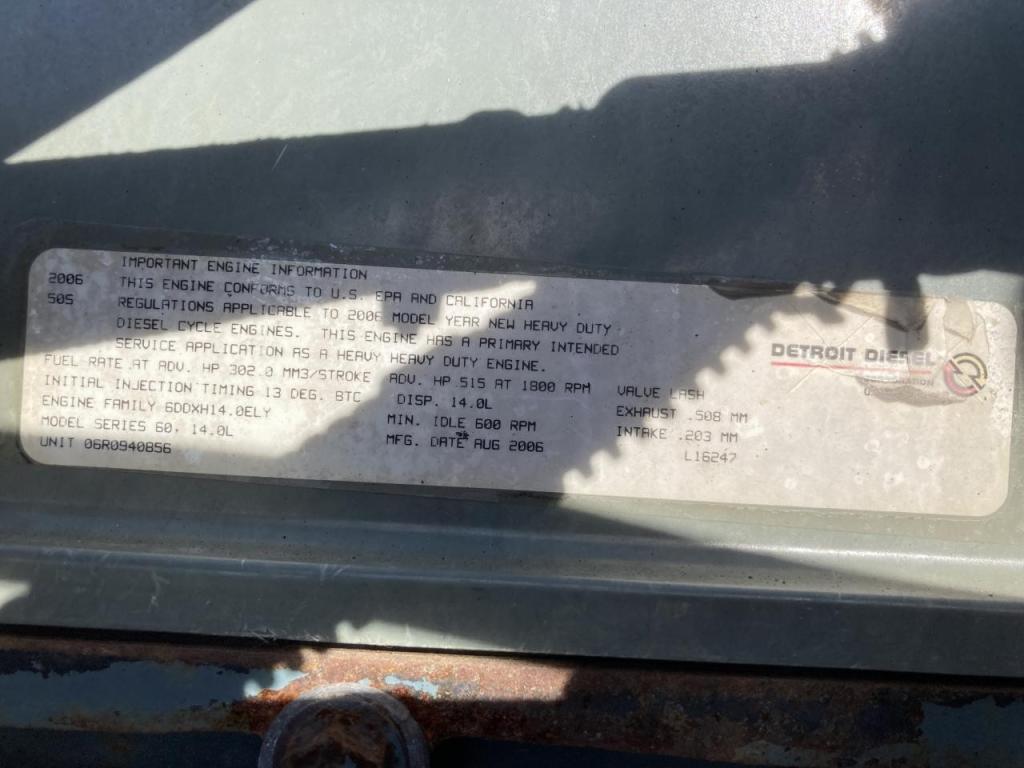 IMPORTANT ENGINE INFORMATION
2006 THIS ENGINE CONFORMS TO U.S. EPA AND CALIFORNIA
50S REGULATIONS APPLICABLE TO 2006 MODEL YEAR NEW HEAVY DUTY
DIESEL CYCLE ENGINES. THIS ENGINE HAS A PRIMARY INTENDED
SERVICE APPLICATION AS A HEAVY HEAVY DUTY ENGINE.
FUEL RATE AT ADV. HP 302.0 MM3/STROKE ADV. HP 515 AT 1800 RPM VALVE LASH
INITIAL INJECTION TIMING 13 DEG. BTC DISP. 14.0L EXHAUST .508 MM
ENGINE FAMILY 6DDXH14.0ELY MIN. IDLE 600 RPM INTAKE .203 MM
MODEL SERIES 60, 14.0L MFG. DATE AUG 2006 L16247
UNIT 06R0940856
DETROIT DIESEL